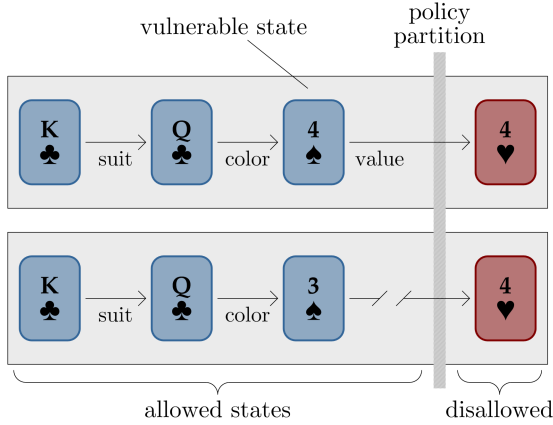 policy
partition
vulnerable state
K Q 4 4
♣ ♣ ♠ ♥
suit color value
K Q 3 4
♣ ♣ ♠ ♥
suit color
allowed states disallowed